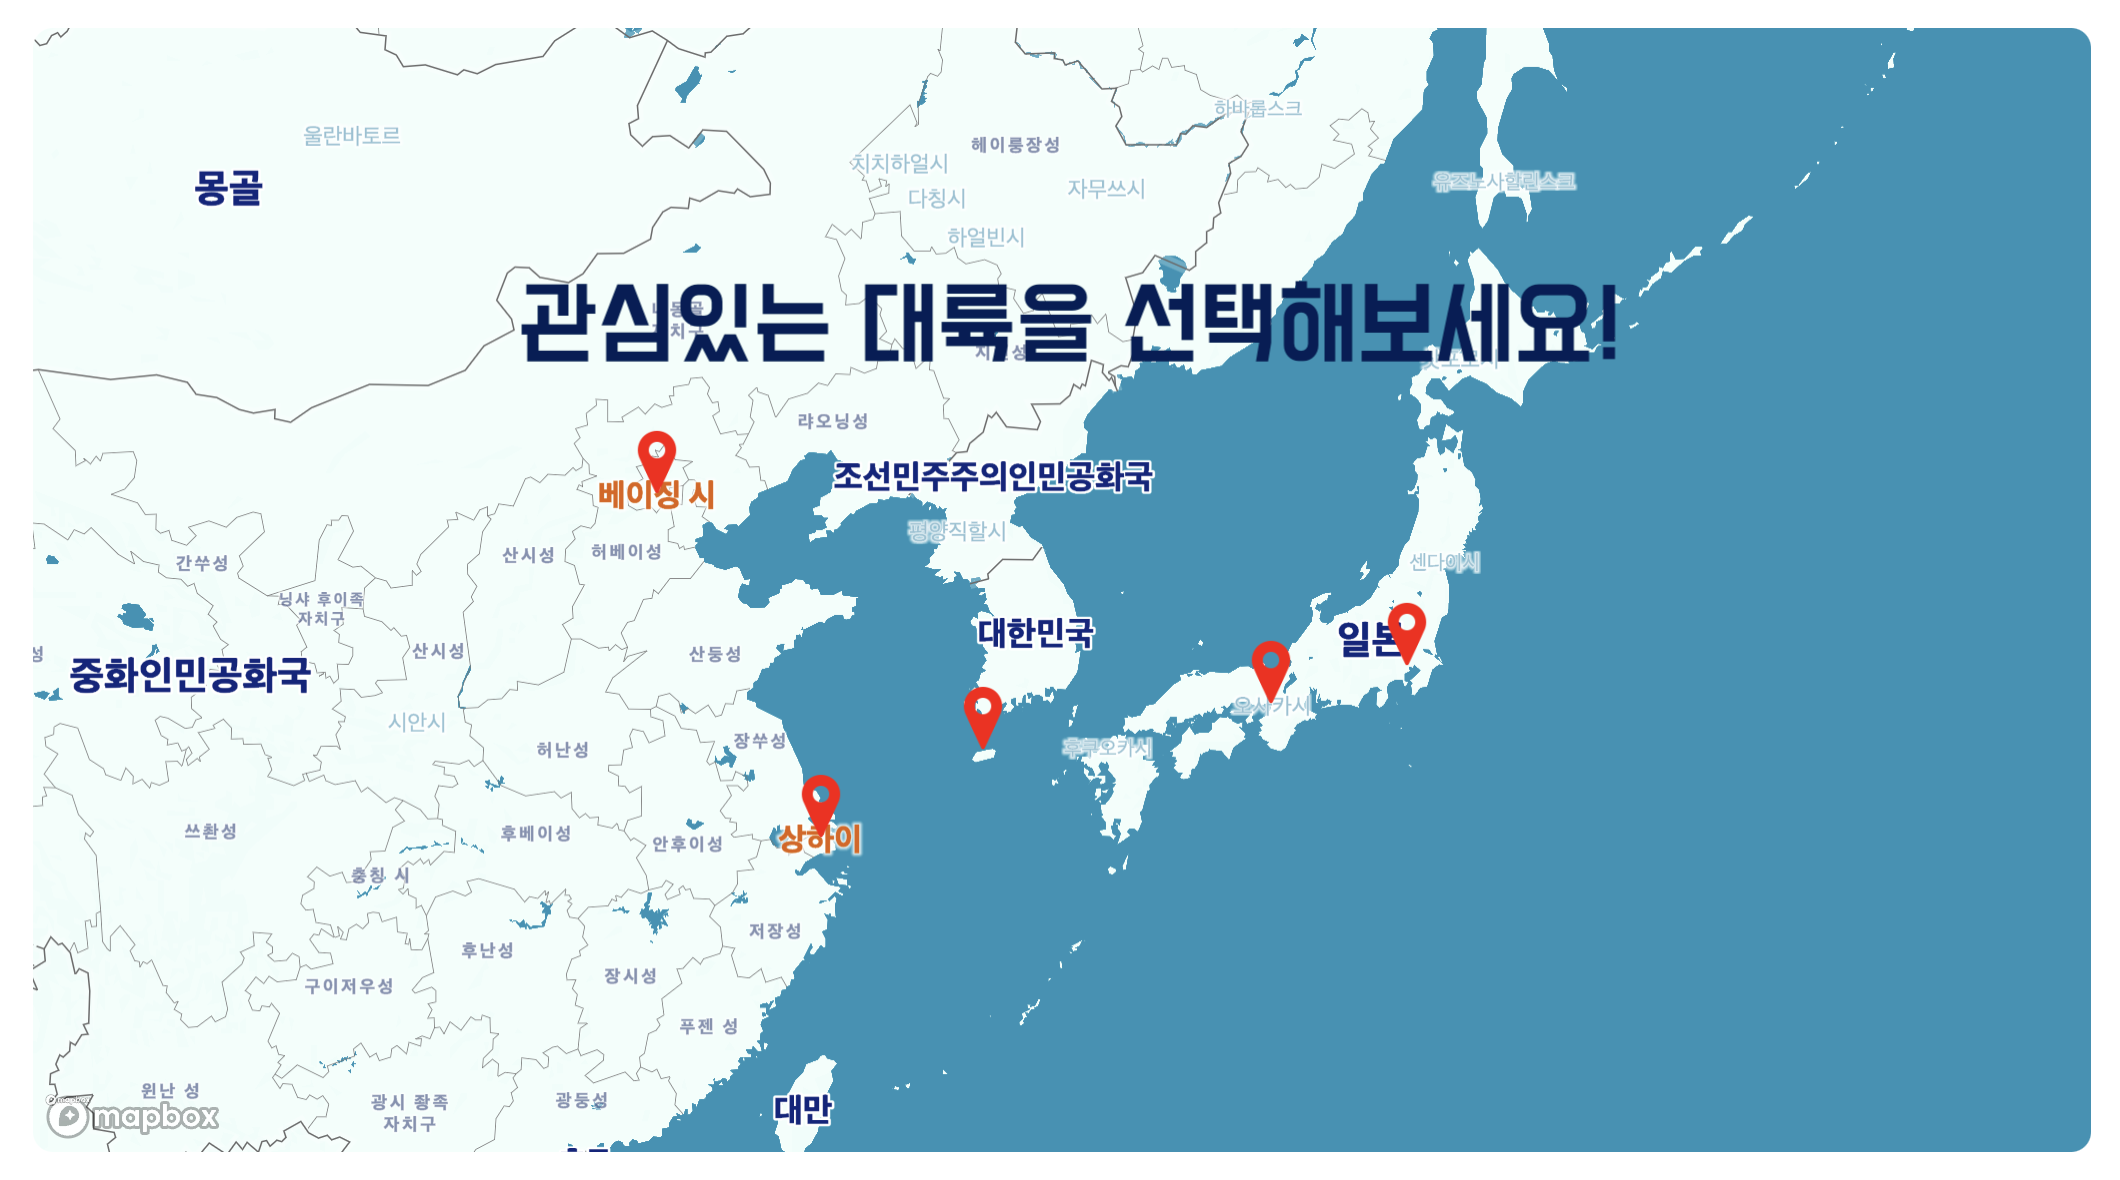 하바롭스크
울란바토르
헤이룽장성
치치하얼시
몽골
자무쓰시
유즈노사할린스크
다칭시
하얼빈시
관심있는 대륙을 선택해보세요!
랴오닝성
조선민주주의인민공화국
베이징 시
평양직할시
산시성
허베이성
간쑤성
센다이시
닝샤 후이족
자치구
대한민국
일본
산시성
산둥성
성
중화인민공화국
오사카시
시안시
장쑤성
허난성
후쿠오카시
쓰촨성
후베이성
안후이성
상하이
충칭 시
저장성
후난성
장시성
구이저우성
푸젠 성
윈난 성
광시 좡족
자치구
광둥성
대만
mapbox
mapbox